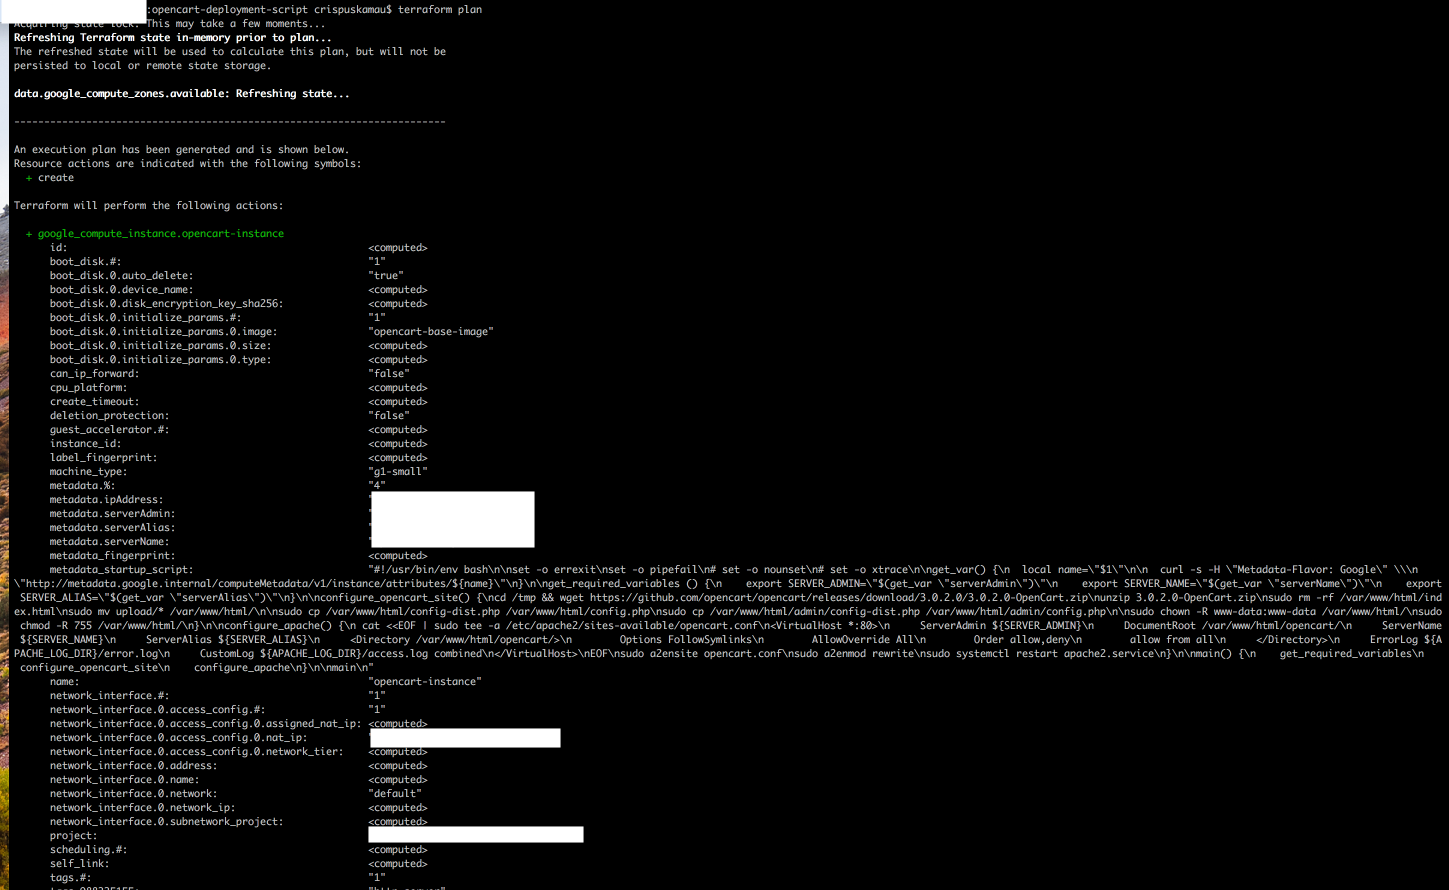 :opencart-deployment-script crispuskamau$ terraform plan
Acquiring state lock. This may take a few moments...
Refreshing Terraform state in-memory prior to plan...
The refreshed state will be used to calculate this plan, but will not be
persisted to local or remote state storage.
data.google_compute_zones.available: Refreshing state...
------------------------------------------------------------------------
An execution plan has been generated and is shown below.
Resource actions are indicated with the following symbols:
+ create
Terraform will perform the following actions:
+ google_compute_instance.opencart-instance
id: <computed>
boot_disk.#: "1"
boot_disk.0.auto_delete: "true"
boot_disk.0.device_name: <computed>
boot_disk.0.disk_encryption_key_sha256: <computed>
boot_disk.0.initialize_params.#: "1"
boot_disk.0.initialize_params.0.image: "opencart-base-image"
boot_disk.0.initialize_params.0.size: <computed>
boot_disk.0.initialize_params.0.type: <computed>
can_ip_forward: "false"
cpu_platform: <computed>
create_timeout: <computed>
deletion_protection: "false"
guest_accelerator.#: <computed>
instance_id: <computed>
label_fingerprint: <computed>
machine_type: "g1-small"
metadata.%: "4"
metadata.ipAddress:
metadata.serverAdmin:
metadata.serverAlias:
metadata.serverName:
metadata_fingerprint: <computed>
metadata_startup_script: "#!/usr/bin/env bash\n\nset -o errexit\nset -o pipefail\n# set -o nounset\n# set -o xtrace\n\nget_var() {\n  local name=\"$1\"\n\n  curl -s -H \"Metadata-Flavor: Google\" \\\n
\"http://metadata.google.internal/computeMetadata/v1/instance/attributes/${name}\"\n}\n\nget_required_variables () {\n    export SERVER_ADMIN=\"$(get_var \"serverAdmin\")\"\n    export SERVER_NAME=\"$(get_var \"serverName\")\"\n    export
SERVER_ALIAS=\"$(get_var \"serverAlias\")\"\n}\n\nconfigure_opencart_site() {\ncd /tmp && wget https://github.com/opencart/opencart/releases/download/3.0.2.0/3.0.2.0-OpenCart.zip\nunzip 3.0.2.0-OpenCart.zip\nsudo rm -rf /var/www/html/ind
ex.html\nsudo mv upload/* /var/www/html/\n\nsudo cp /var/www/html/config-dist.php /var/www/html/config.php\nsudo cp /var/www/html/admin/config-dist.php /var/www/html/admin/config.php\n\nsudo chown -R www-data:www-data /var/www/html/\nsudo
chmod -R 755 /var/www/html/\n}\n\nconfigure_apache() {\n cat <<EOF | sudo tee -a /etc/apache2/sites-available/opencart.conf\n<VirtualHost *:80>\n     ServerAdmin ${SERVER_ADMIN}\n     DocumentRoot /var/www/html/opencart/\n     ServerName
${SERVER_NAME}\n     ServerAlias ${SERVER_ALIAS}\n     <Directory /var/www/html/opencart/>\n        Options FollowSymlinks\n        AllowOverride All\n        Order allow,deny\n        allow from all\n     </Directory>\n     ErrorLog ${A
PACHE_LOG_DIR}/error.log\n     CustomLog ${APACHE_LOG_DIR}/access.log combined\n</VirtualHost>\nEOF\nsudo a2ensite opencart.conf\nsudo a2enmod rewrite\nsudo systemctl restart apache2.service\n}\n\nmain() {\n    get_required_variables\n
configure_opencart_site\n    configure_apache\n}\n\nmain\n"
name: "opencart-instance"
network_interface.#: "1"
network_interface.0.access_config.#: "1"
network_interface.0.access_config.0.assigned_nat_ip: <computed>
network_interface.0.access_config.0.nat_ip:
network_interface.0.access_config.0.network_tier: <computed>
network_interface.0.address: <computed>
network_interface.0.name: <computed>
network_interface.0.network: "default"
network_interface.0.network_ip: <computed>
network_interface.0.subnetwork_project: <computed>
project:
scheduling.#: <computed>
self_link: <computed>
tags.#: "1"